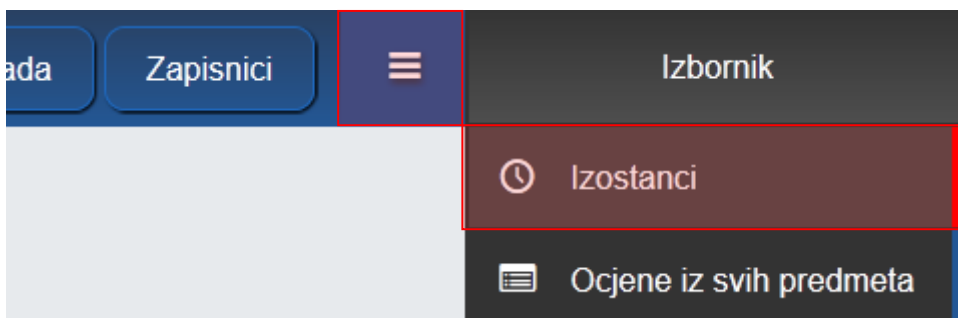 ada
Zapisnici
Izbornik
Izostanci
Ocjene iz svih predmeta